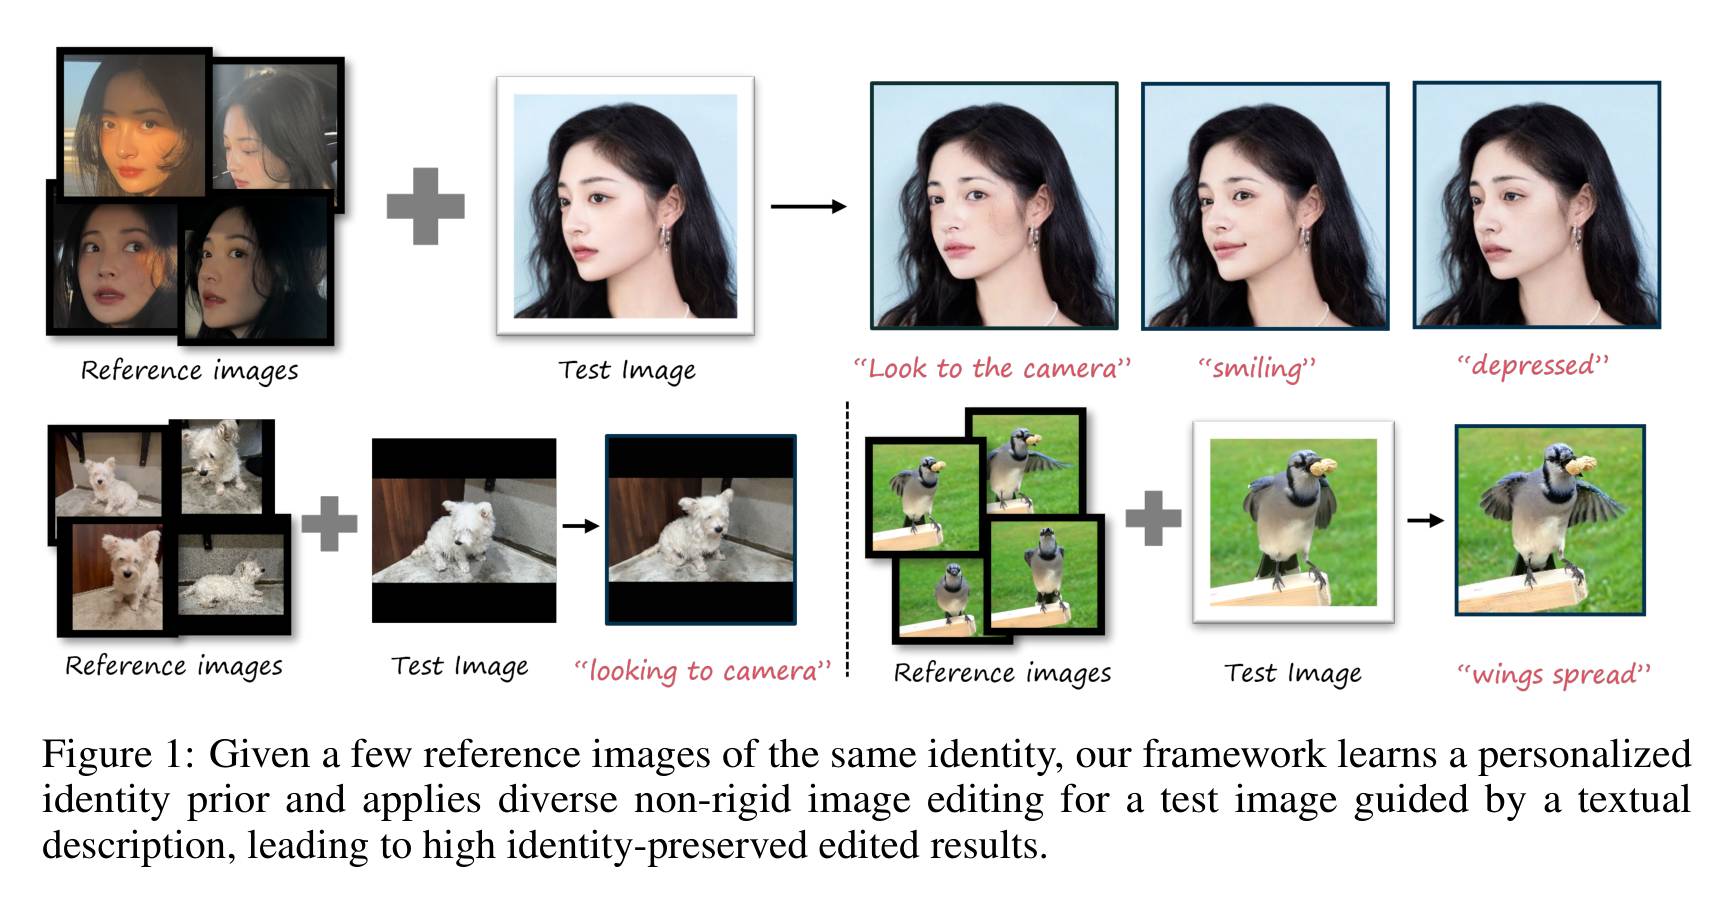 Reference images
Test Image
“Look to the camera”
“smiling”
“depressed”
Reference images
Test Image
“looking to camera”
Reference images
Test Image
“wings spread”
Figure 1: Given a few reference images of the same identity, our framework learns a personalized
identity prior and applies diverse non-rigid image editing for a test image guided by a textual
description, leading to high identity-preserved edited results.